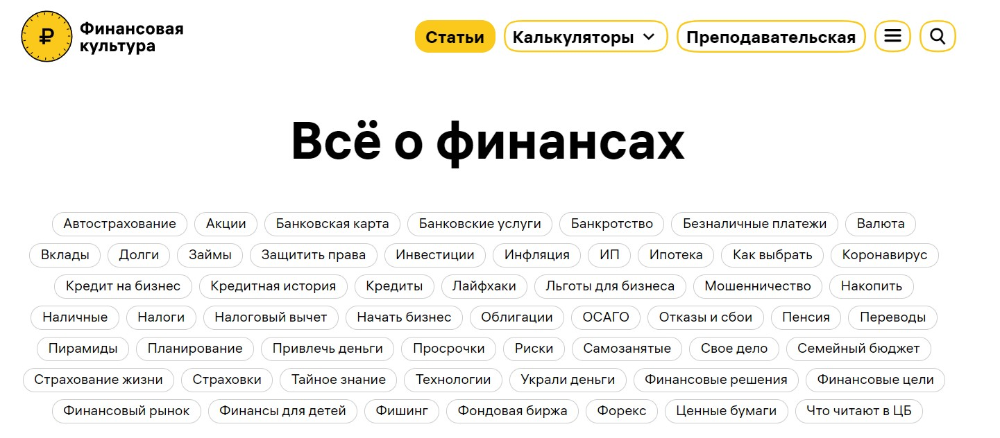 ₽ Финансовая культура Статьи Калькуляторы Преподавательская
Всё о финансах
Автострахование Акции Банковская карта Банковские услуги Банкротство Безналичные платежи Валюта
Вклады Долги Займы Защитить права Инвестиции Инфляция ИП Ипотека Как выбрать Коронавирус
Кредит на бизнес Кредитная история Кредиты Лайфхаки Льготы для бизнеса Мошенничество Накопить
Наличные Налоги Налоговый вычет Начать бизнес Облигации ОСАГО Отказы и сбои Пенсия Переводы
Пирамиды Планирование Привлечь деньги Просрочки Риски Самозанятые Свое дело Семейный бюджет
Страхование жизни Страховки Тайное знание Технологии Украли деньги Финансовые решения Финансовые цели
Финансовый рынок Финансы для детей Фишинг Фондовая биржа Форекс Ценные бумаги Что читают в ЦБ